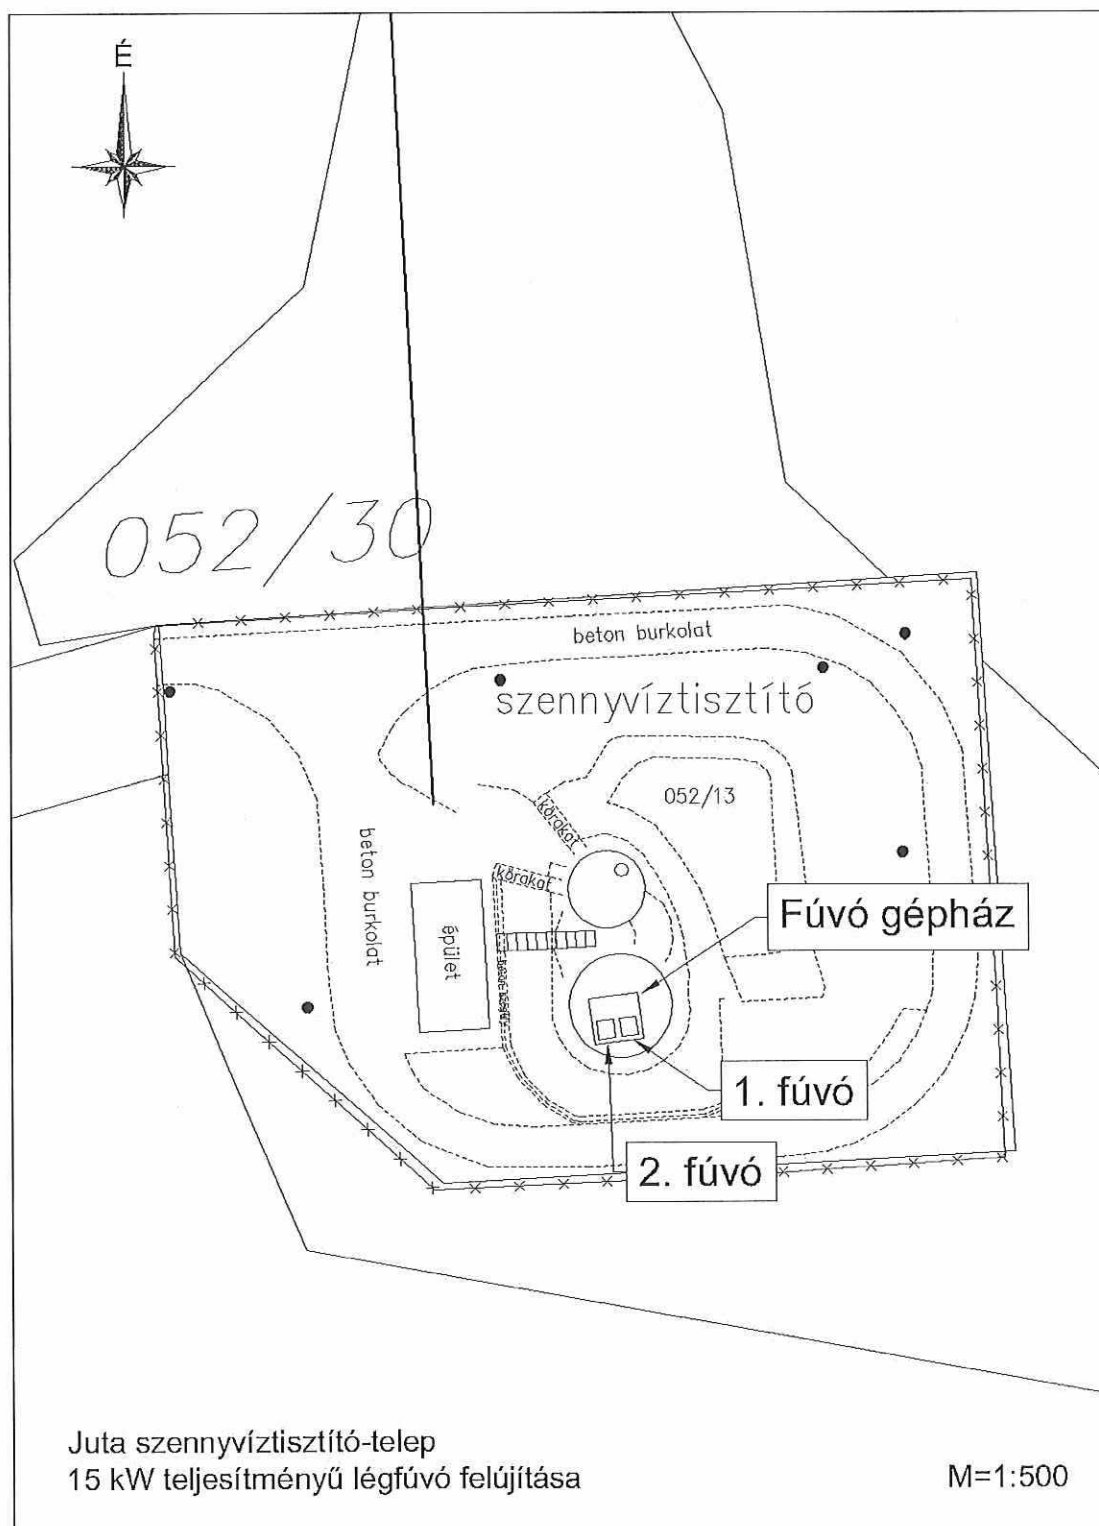 É
052/30
beton burkolat
szennyvíztisztító
052/13
kőrakat
kőrakat
beton burkolat
épület
Fúvó gépház
1. fúvó
2. fúvó
Juta szennyvíztisztító-telep
15 kW teljesítményű légfúvó felújítása
M=1:500